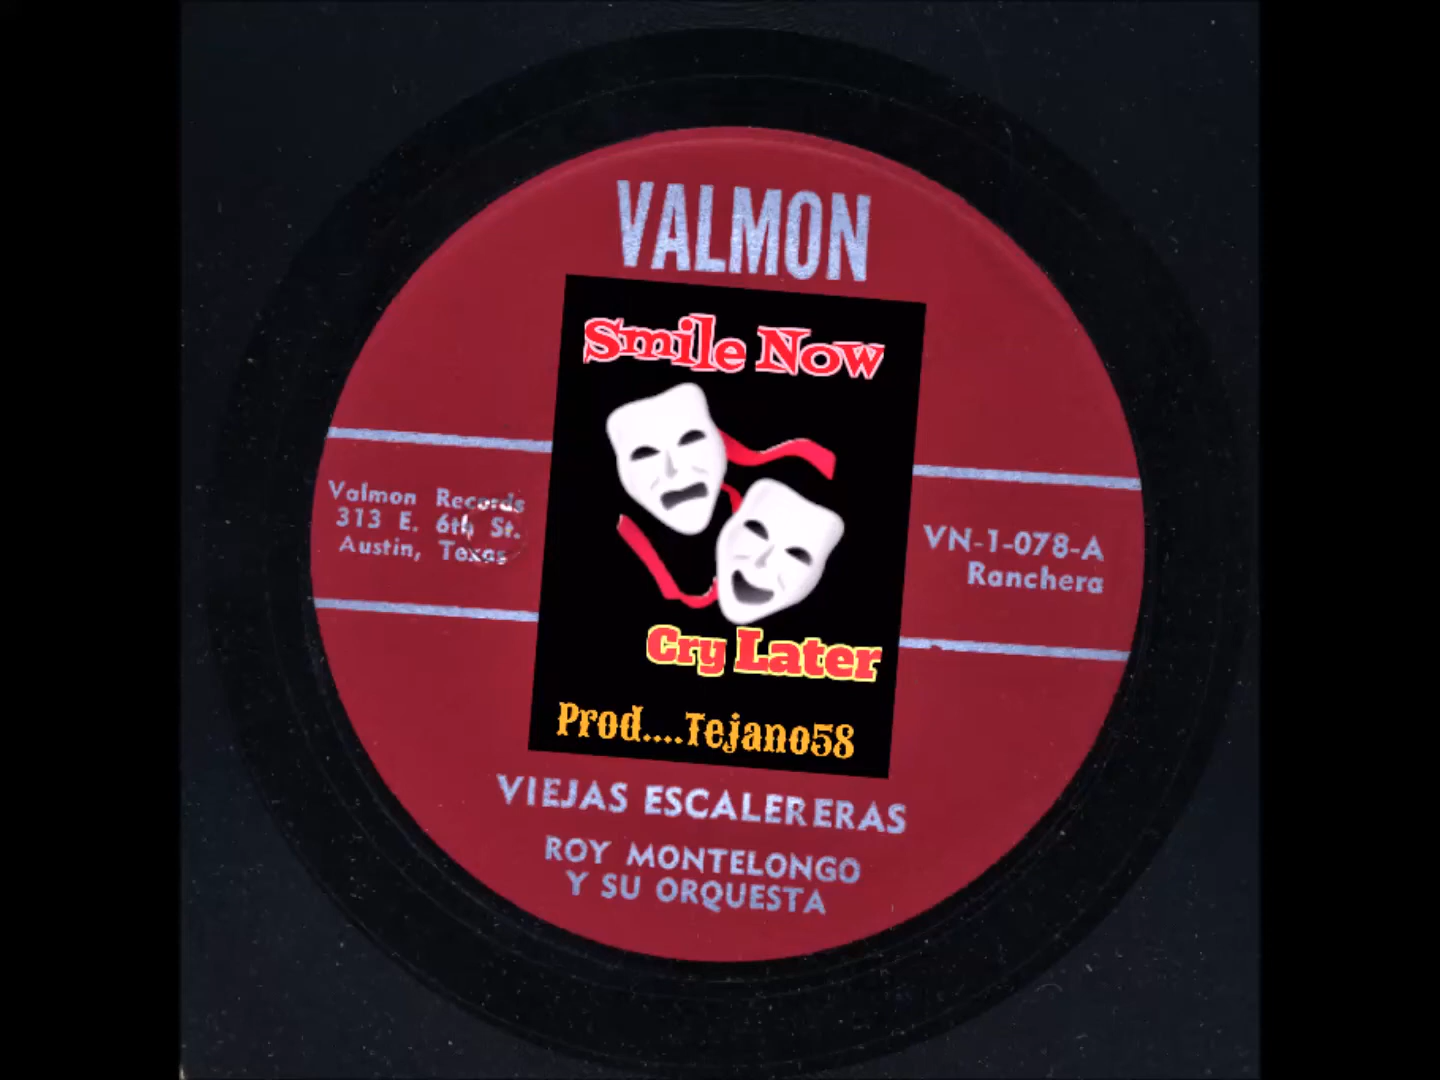 VALMON
Smile Now
Cry Later
Prod....Tejano58
Valmon Records
313 E. 6th St.
Austin, Texas
VN-1-078-A
Ranchera
VIEJAS ESCALERERAS
ROY MONTELONGO
Y SU ORQUESTA